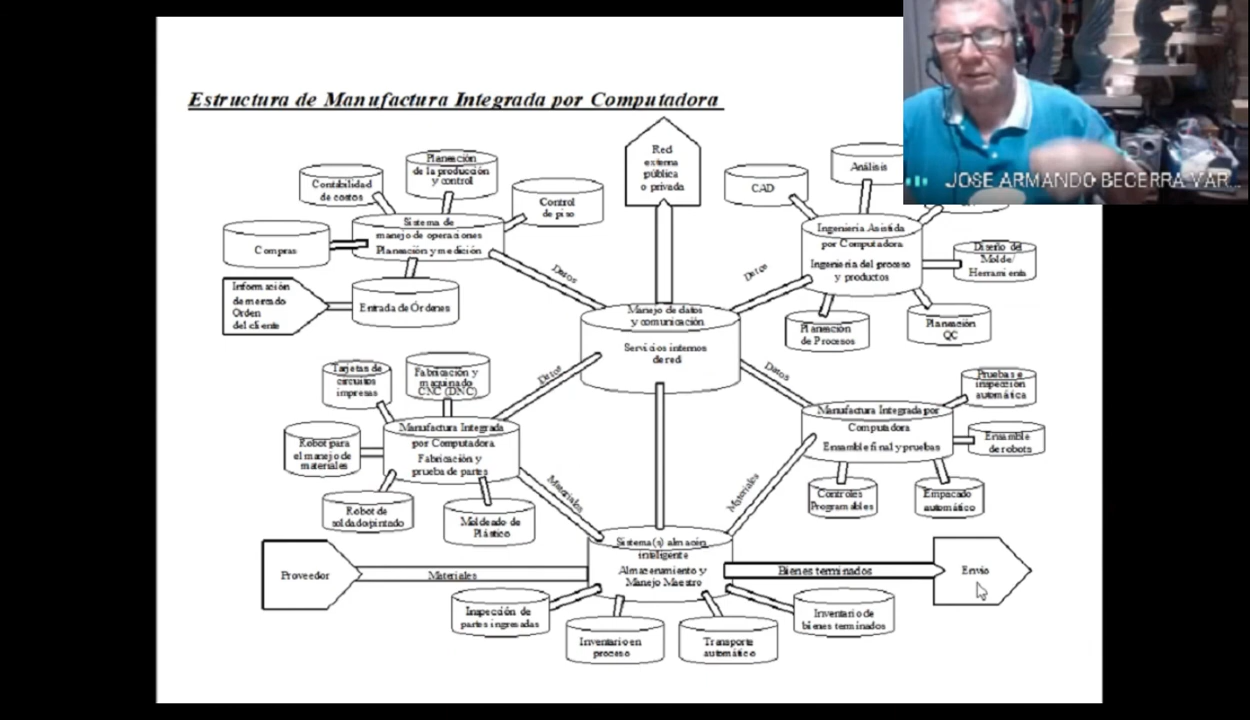 Estructura de Manufactura Integrada por Computadora
JOSE ARMANDO BECERRA VAR...
Red
externa
pública
o privada
Contabilidad
de costos
Planeación
de la producción
y control
Control
de piso
Compras
Sistema de
manejo de operaciones
Planeación y medición
Información
de mercado
Orden
del cliente
Entrada de Órdenes
Datos
CAD
Análisis
Ingeniería Asistida
por Computadora
Ingeniería del proceso
y productos
Diseño del
Molde/
Herramienta
Planeación
de Procesos
Planeación
QC
Datos
Manejo de datos
y comunicación
Servicios internos
de red
Tarjetas de
circuitos
impresas
Fabricación y
maquinado
CNC (DNC)
Robot para
el manejo de
materiales
Manufactura Integrada
por Computadora
Fabricación y
prueba de partes
Robot de
soldado/pintado
Moldeado de
Plástico
Datos
Materiales
Datos
Pruebas e
inspección
automática
Manufactura Integrada por
Computadora
Ensamble final y pruebas
Ensamble
de robots
Controles
Programables
Empacado
automático
Materiales
Proveedor
Materiales
Sistema(s) almacén
inteligente
Almacenamiento y
Manejo Maestro
Bienes terminados
Envío
Inspección de
partes ingresadas
Inventario en
proceso
Transporte
automático
Inventario de
bienes terminados